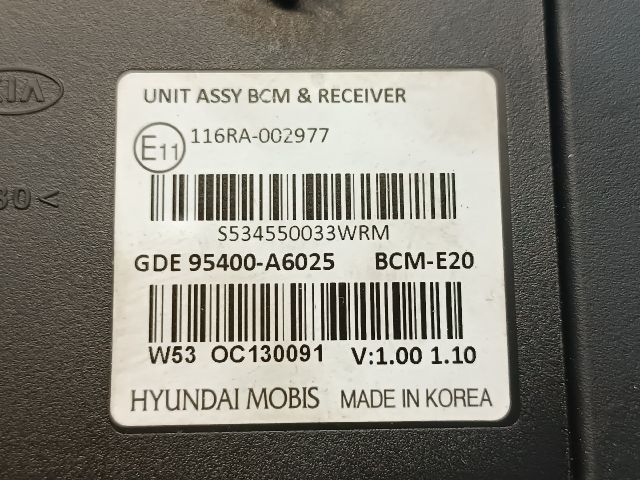 KIA
UNIT ASSY BCM & RECEIVER
E11 116RA-002977
S534550033WRM
GDE 95400-A6025 BCM-E20
W53 OC130091 V:1.00 1.10
HYUNDAI MOBIS MADE IN KOREA